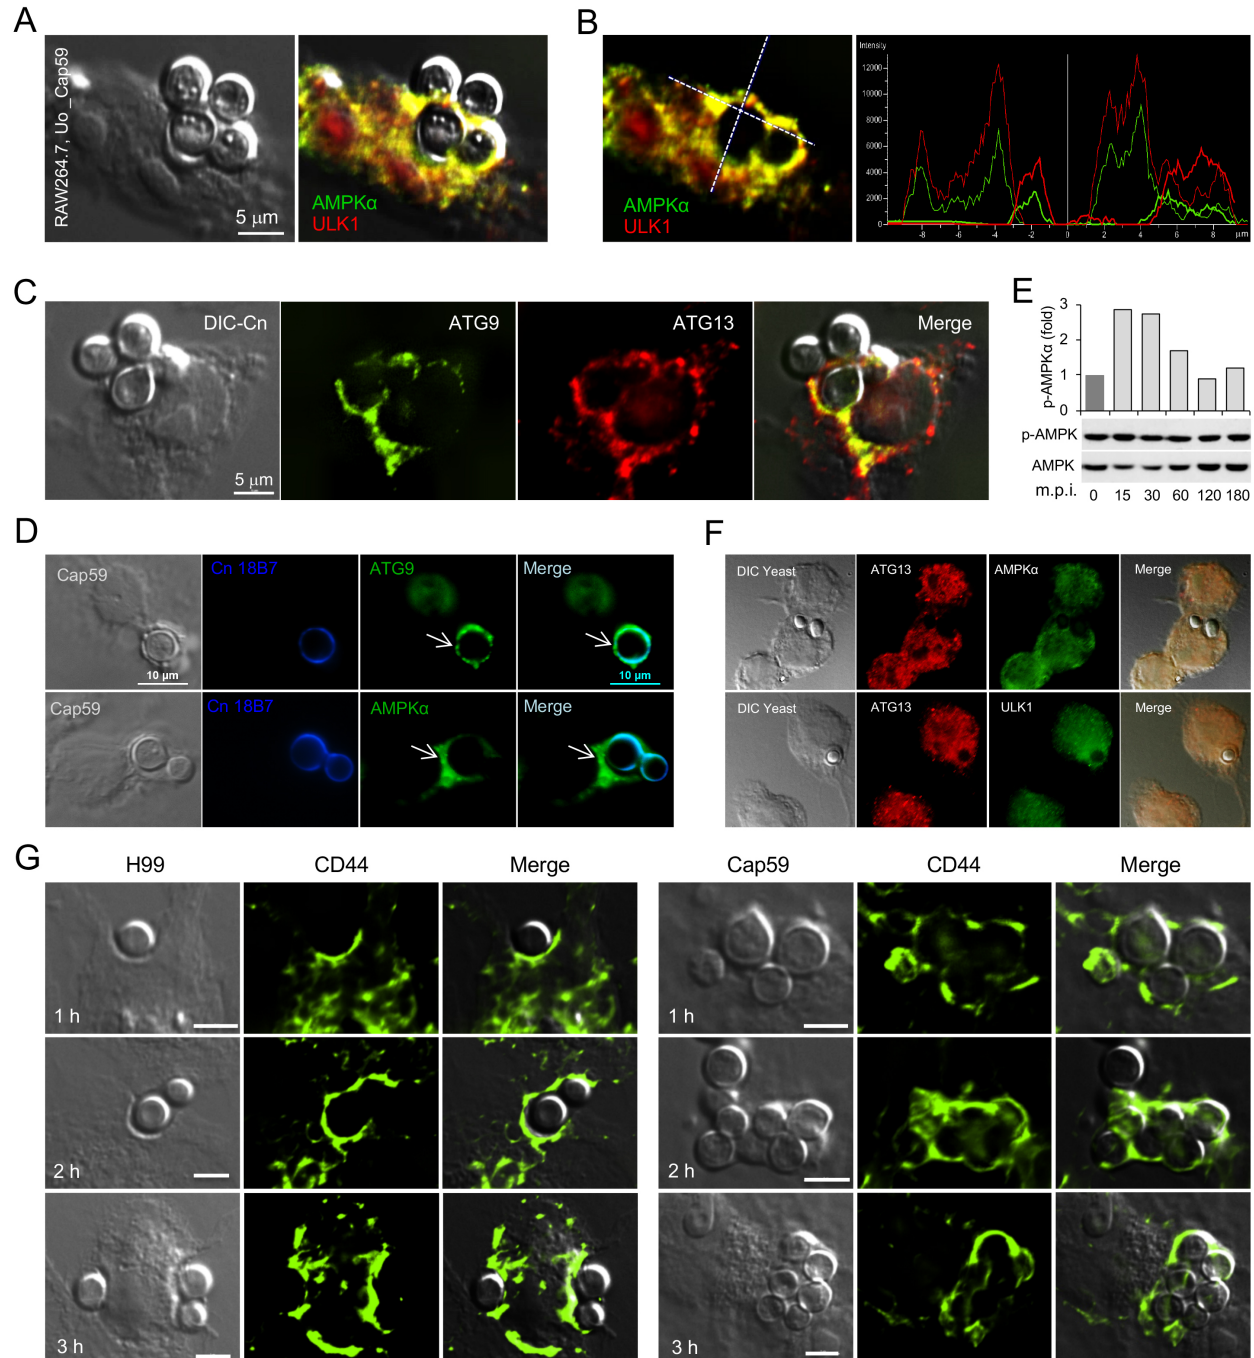 A
B
RAW264.7, Uo_Cap59
5 µm
AMPKα
ULK1
AMPKα
ULK1
Intensity
12000
10000
8000
6000
4000
2000
0
-8
-6
-4
-2
0
2
4
6
8
µm
C
DIC-Cn
ATG9
ATG13
Merge
5 µm
E
p-AMPKα (fold)
3
2
1
0
p-AMPK
AMPK
m.p.i.
0 15 30 60 120 180
D
Cap59
Cn 18B7
ATG9
Merge
10 µm
10 µm
Cap59
Cn 18B7
AMPKα
Merge
F
DIC Yeast
ATG13
AMPKα
Merge
DIC Yeast
ATG13
ULK1
Merge
G
H99
CD44
Merge
Cap59
CD44
Merge
1 h
1 h
2 h
2 h
3 h
3 h